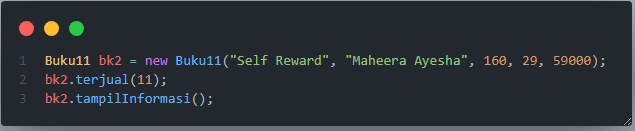 1 Buku11 bk2 = new Buku11("Self Reward", "Maheera Ayesha", 160, 29, 59000);
2 bk2.terjual(11);
3 bk2.tampilInformasi();